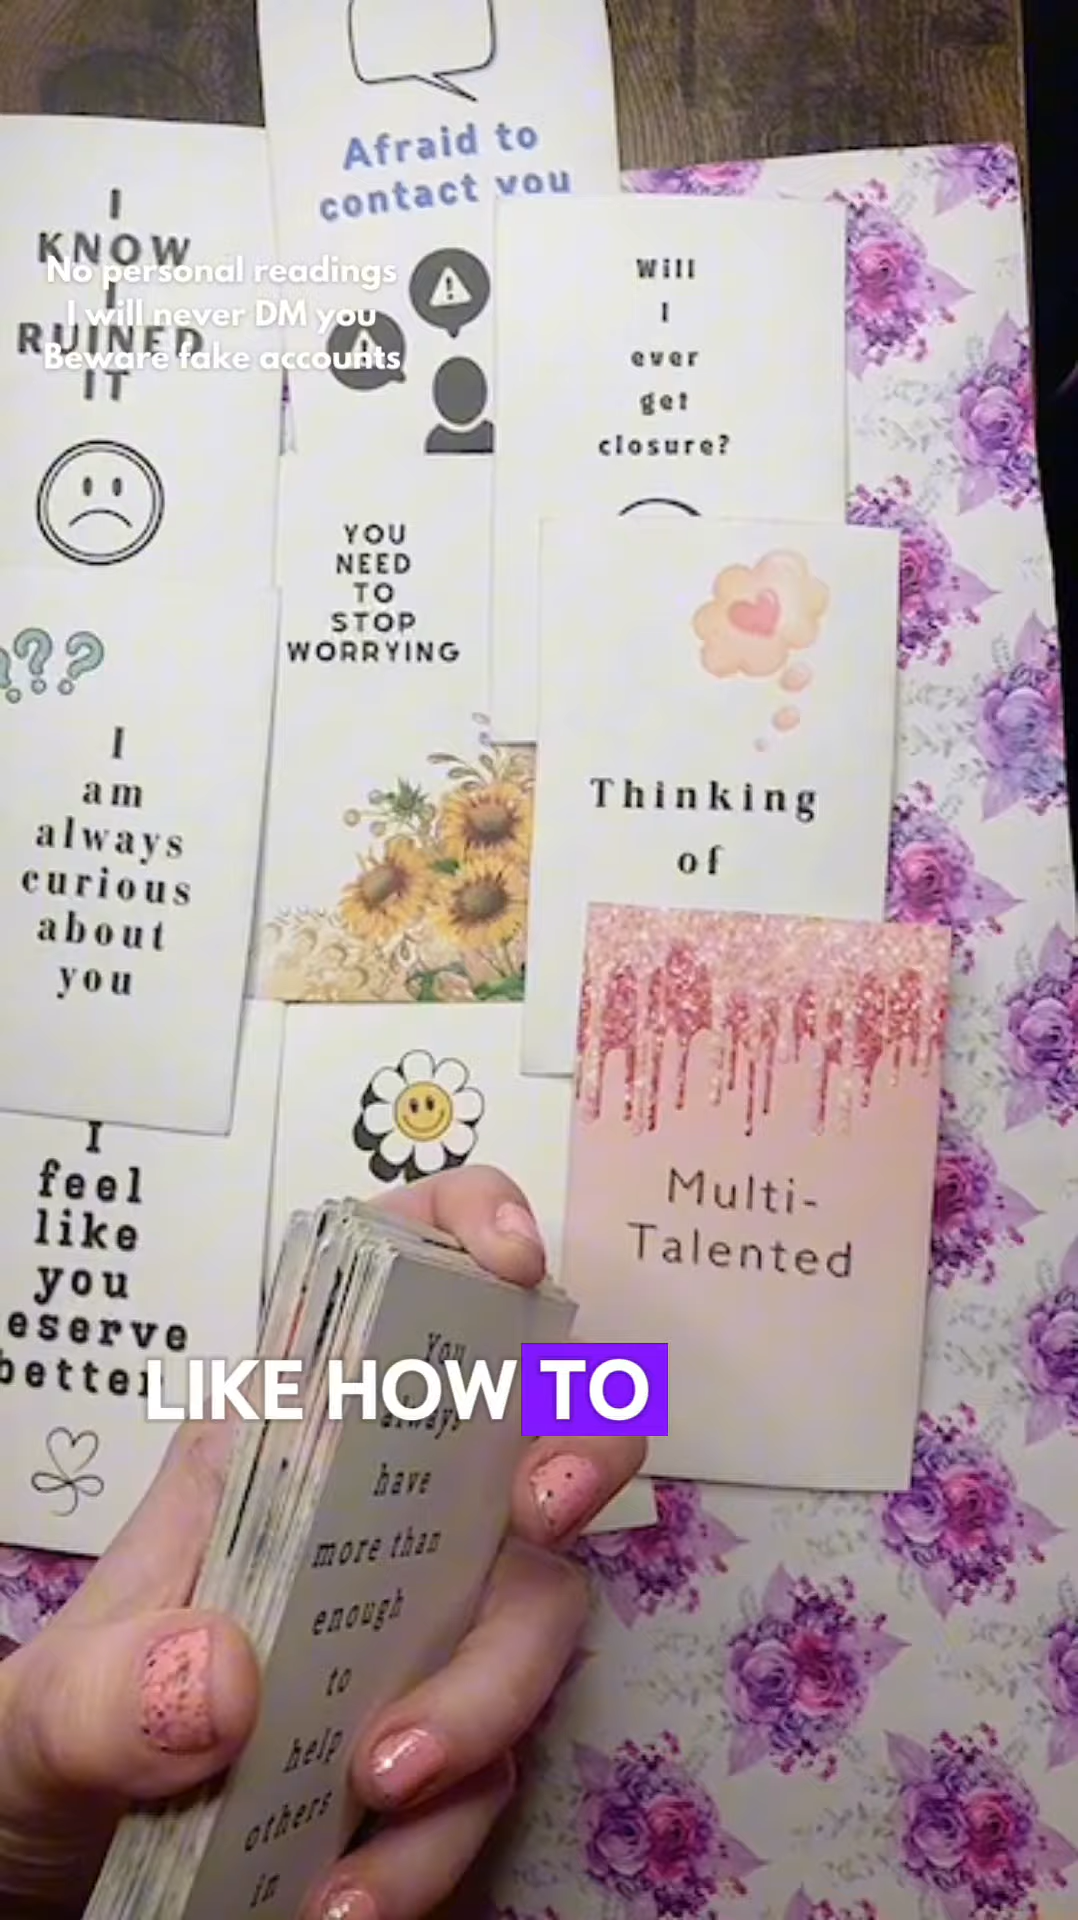 Afraid to
contact you
I
KNOW
I
RUINED
IT
No personal readings
I will never DM you
Beware fake accounts
Will
I
ever
get
closure?
YOU
NEED
TO
STOP
WORRYING
???
I
am
always
curious
about
you
Thinking
of
I
feel
like
you
eserve
better
Multi-
Talented
LIKE HOW TO
You
always
have
more than
enough
to
help
others
in